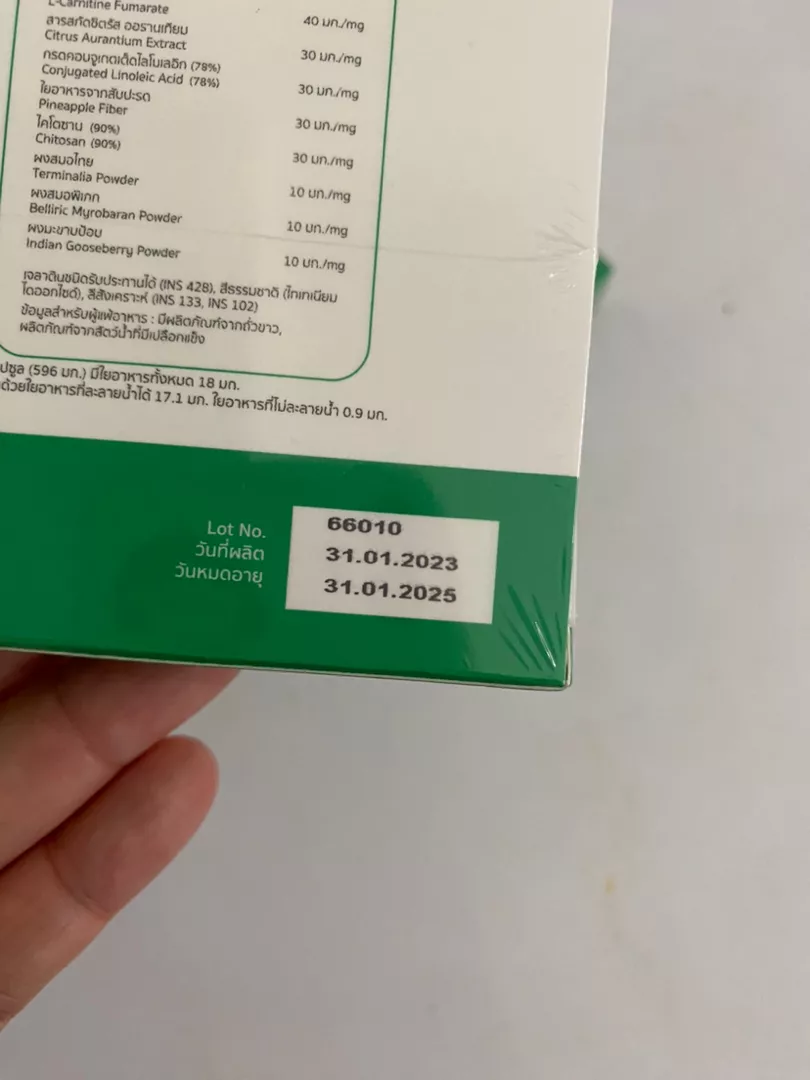 L-Carnitine Fumarate
40 มก./mg
สารสกัดซิตรัส ออรานเทียม
Citrus Aurantium Extract
30 มก./mg
กรดคอนจูเกตเต็ดไลโนเลอิก (78%)
Conjugated Linoleic Acid (78%)
30 มก./mg
ใยอาหารจากสับปะรด
Pineapple Fiber
30 มก./mg
ไคโตซาน (90%)
Chitosan (90%)
30 มก./mg
ผงสมอไทย
Terminalia Powder
10 มก./mg
ผงสมอพิเภก
Belliric Myrobaran Powder
10 มก./mg
ผงมะขามป้อม
Indian Gooseberry Powder
10 มก./mg
เจลาตินชนิดรับประทานได้ (INS 428), สีธรรมชาติ (ไทเทเนียม
ไดออกไซด์), สีสังเคราะห์ (INS 133, INS 102)
ข้อมูลสำหรับผู้แพ้อาหาร : มีผลิตภัณฑ์จากถั่วขาว,
ผลิตภัณฑ์จากสัตว์น้ำที่มีเปลือกแข็ง
ปซูล (596 มก.) มีใยอาหารทั้งหมด 18 มก.
ด้วยใยอาหารที่ละลายน้ำได้ 17.1 มก. ใยอาหารที่ไม่ละลายน้ำ 0.9 มก.
Lot No. 66010
วันที่ผลิต 31.01.2023
วันหมดอายุ 31.01.2025